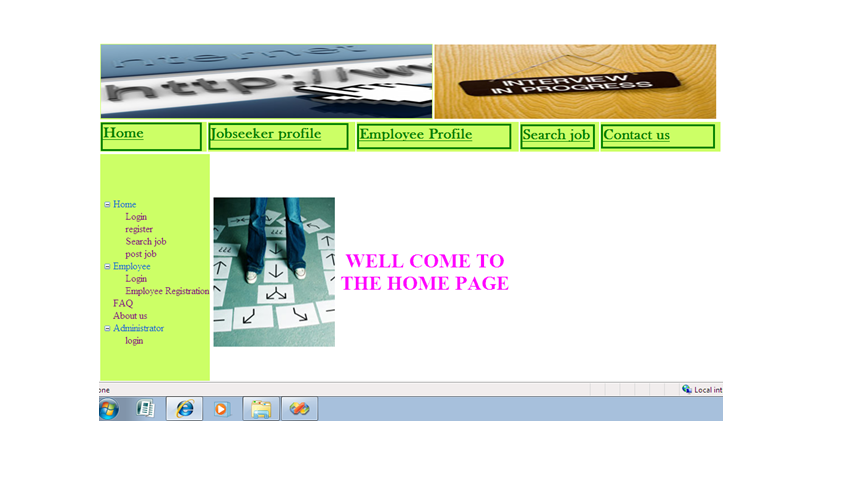 nternet
http://w
INTERVIEW
IN PROGRESS
Home
Jobseeker profile
Employee Profile
Search job
Contact us
Home
Login
register
Search job
post job
Employee
Login
Employee Registration
FAQ
About us
Administrator
login
WELL COME TO
THE HOME PAGE
one
Local int